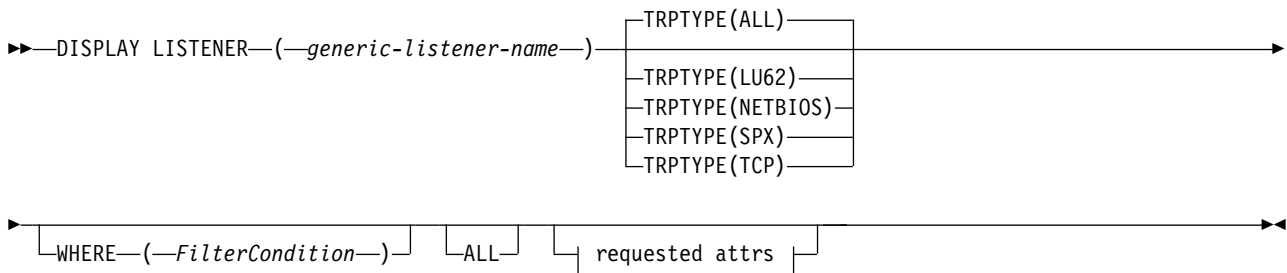 TRPTYPE(ALL)
DISPLAY LISTENER ( generic-listener-name )
TRPTYPE(LU62)
TRPTYPE(NETBIOS)
TRPTYPE(SPX)
TRPTYPE(TCP)
WHERE ( FilterCondition ) ALL requested attrs